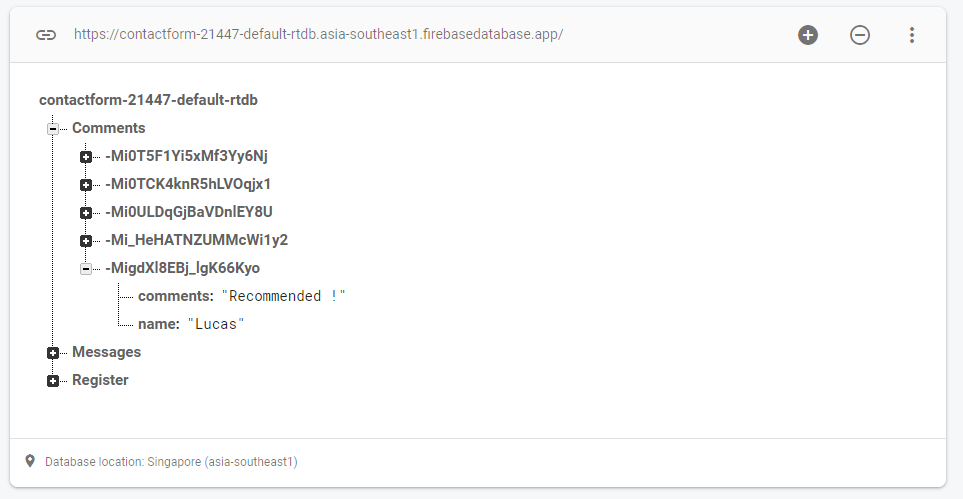 https://contactform-21447-default-rtdb.asia-southeast1.firebasedatabase.app/
contactform-21447-default-rtdb
Comments
-Mi0T5F1Yi5xMf3Yy6Nj
-Mi0TCK4knR5hLVOqjx1
-Mi0ULDqGjBaVDnlEY8U
-Mi_HeHATNZUMMcWi1y2
-MigdXl8EBj_lgK66Kyo
comments: "Recommended !"
name: "Lucas"
Messages
Register
Database location: Singapore (asia-southeast1)